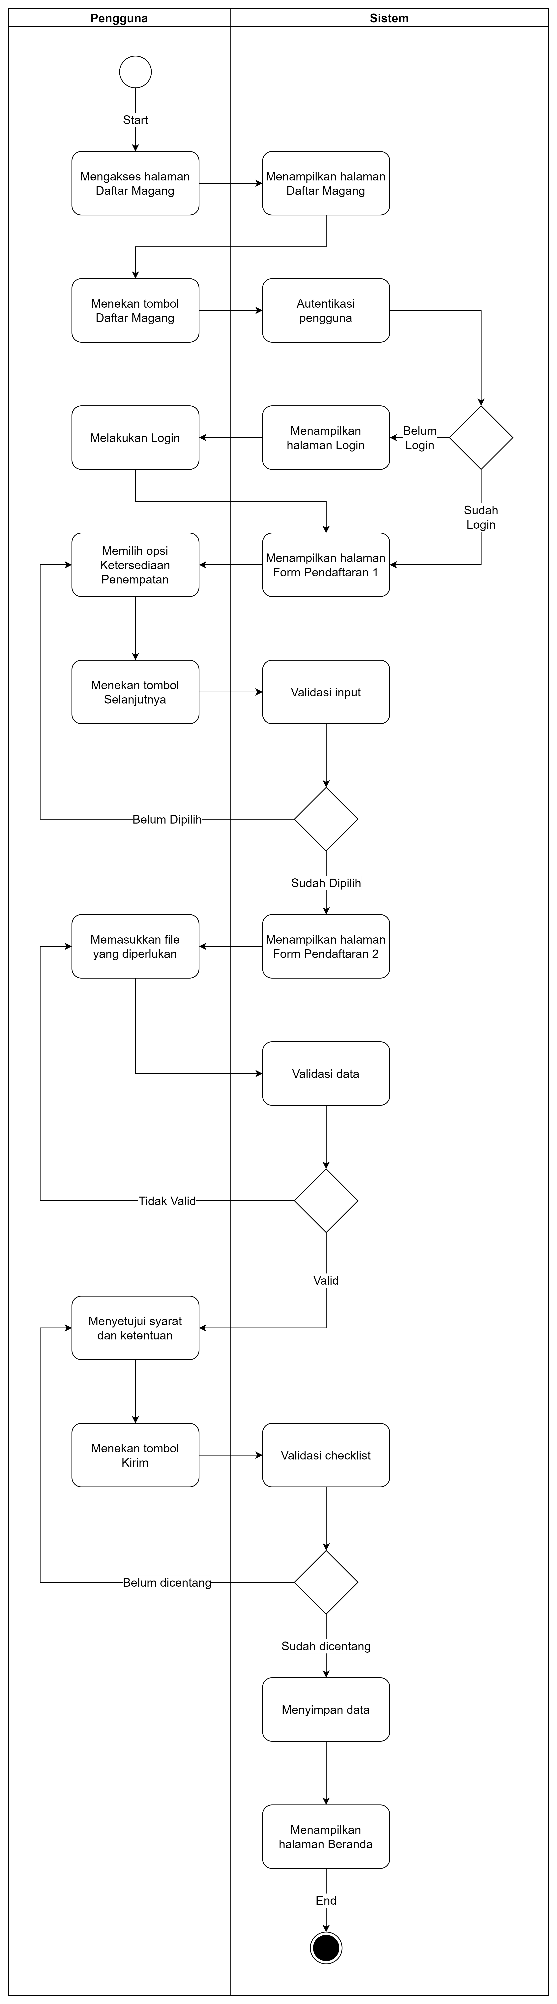 Pengguna
Sistem
Start
Mengakses halaman
Daftar Magang
Menampilkan halaman
Daftar Magang
Menekan tombol
Daftar Magang
Autentikasi
pengguna
Melakukan Login
Menampilkan
halaman Login
Belum
Login
Sudah
Login
Memilih opsi
Ketersediaan
Penempatan
Menampilkan halaman
Form Pendaftaran 1
Menekan tombol
Selanjutnya
Validasi input
Belum Dipilih
Sudah Dipilih
Memasukkan file
yang diperlukan
Menampilkan halaman
Form Pendaftaran 2
Validasi data
Tidak Valid
Valid
Menyetujui syarat
dan ketentuan
Menekan tombol
Kirim
Validasi checklist
Belum dicentang
Sudah dicentang
Menyimpan data
Menampilkan
halaman Beranda
End